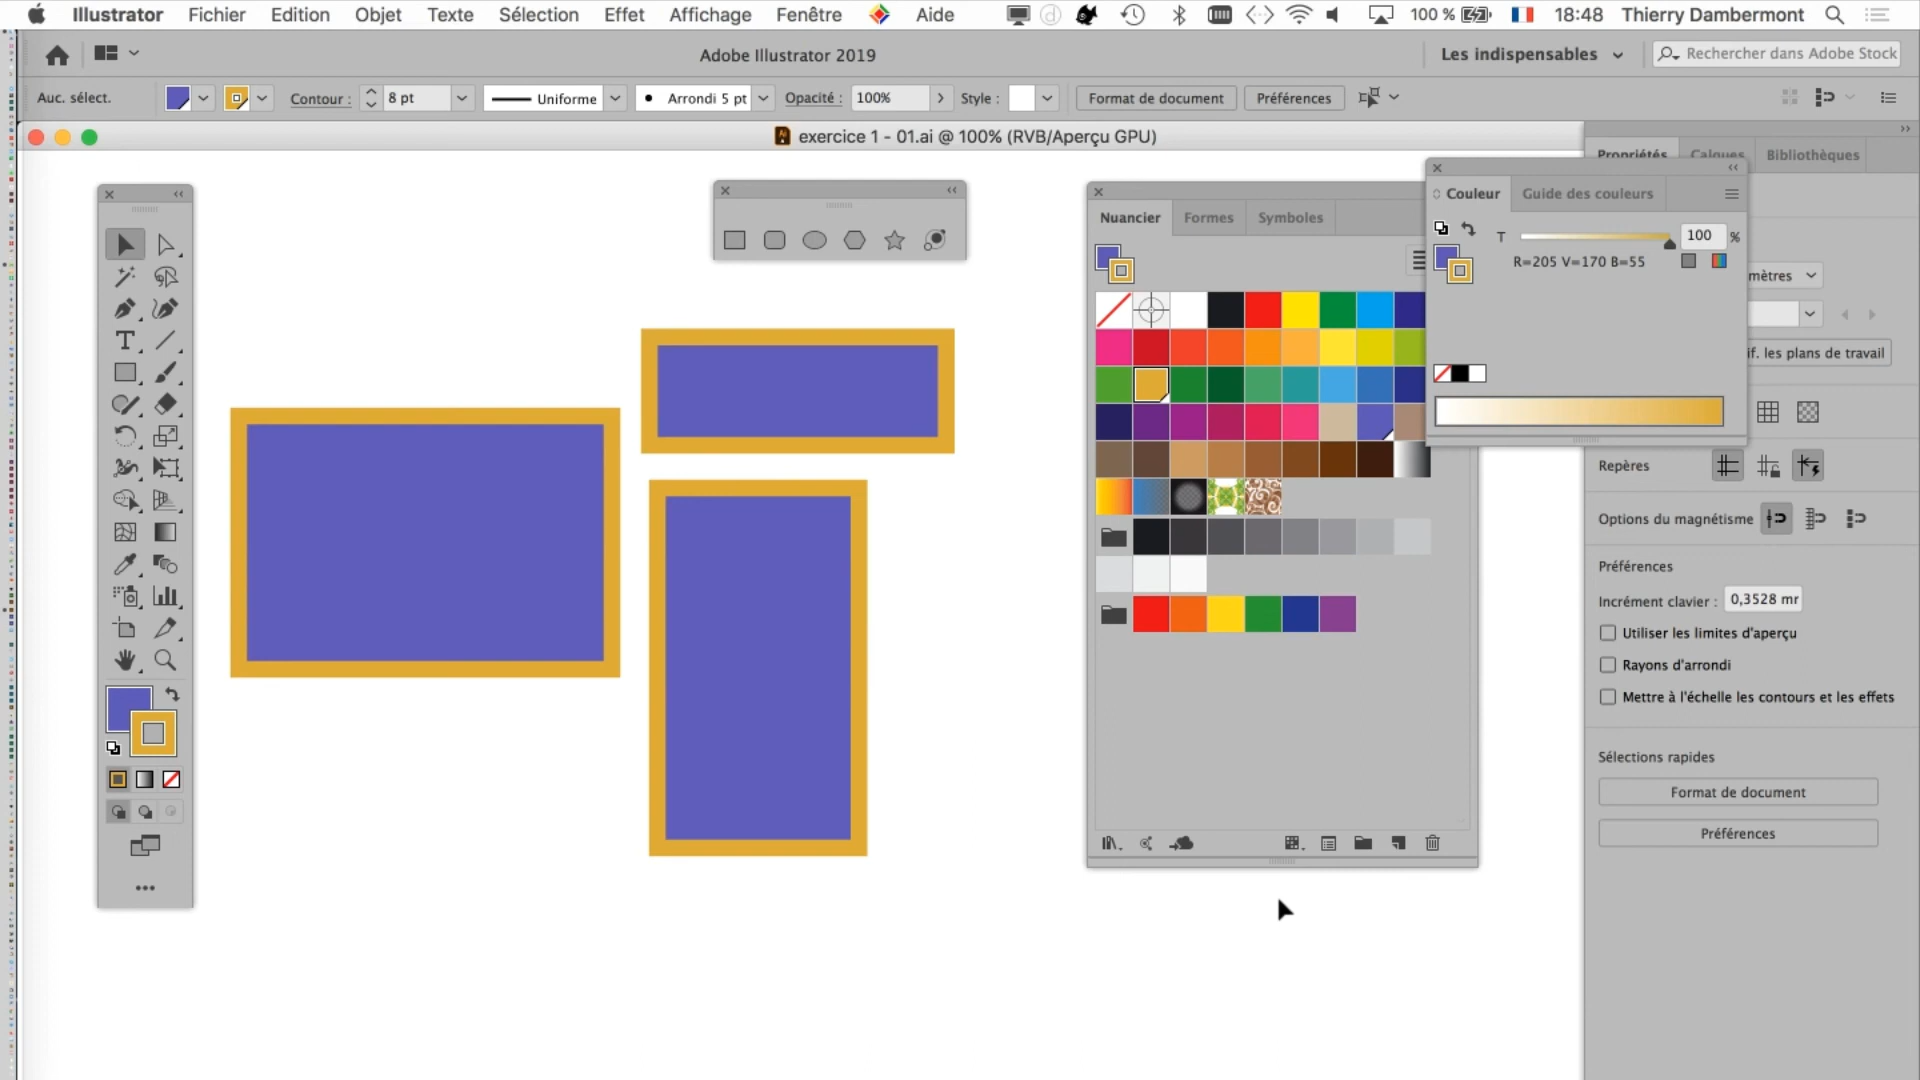 Illustrator Fichier Edition Objet Texte Sélection Effet Affichage Fenêtre Aide 100 % 18:48 Thierry Dambermont
Adobe Illustrator 2019 Les indispensables Rechercher dans Adobe Stock
Auc. sélect. Contour : 8 pt Uniforme Arrondi 5 pt Opacité : 100% Style : Format de document Préférences
exercice 1 - 01.ai @ 100% (RVB/Aperçu GPU)
Propriétés Calques Bibliothèques
Couleur Guide des couleurs
Nuancier Formes Symboles
T 100 %
R=205 V=170 B=55
mètres
if. les plans de travail
Repères
Options du magnétisme
Préférences
Incrément clavier : 0,3528 mr
Utiliser les limites d'aperçu
Rayons d'arrondi
Mettre à l'échelle les contours et les effets
Sélections rapides
Format de document
Préférences